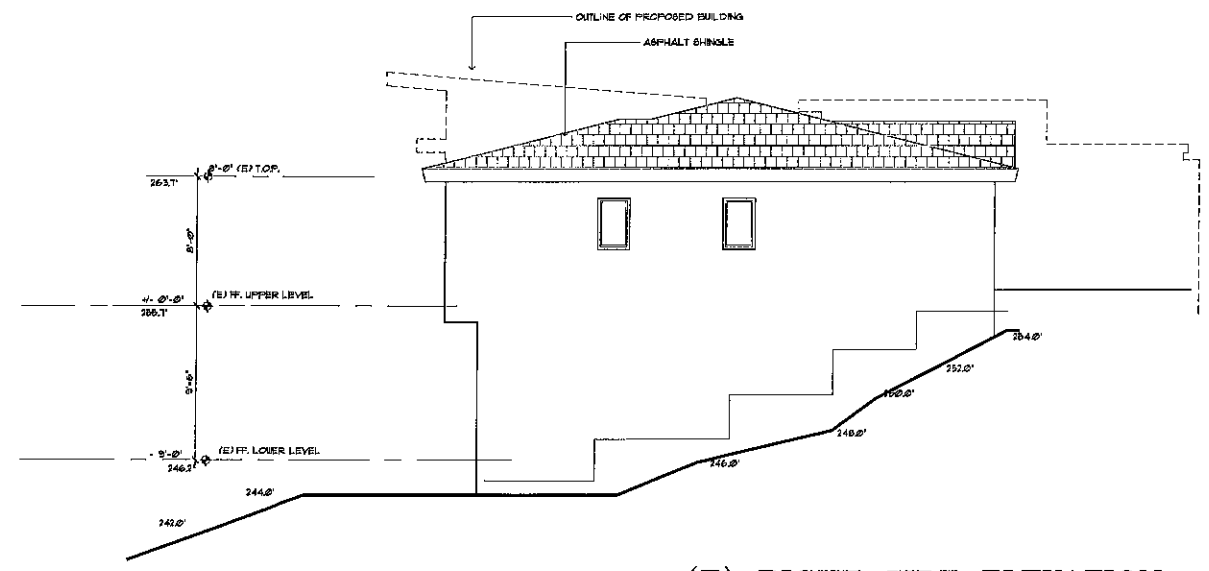 OUTLINE OF PROPOSED BUILDING
ASPHALT SHINGLE
8'-0" (E) T.O.P.
263.7'
8'-0"
+/- 0'-0"
(E) FF. UPPER LEVEL
255.7'
9'-6"
- 9'-0"
(E) FF. LOWER LEVEL
246.2'
254.0'
252.0'
250.0'
248.0'
246.0'
244.0'
242.0'